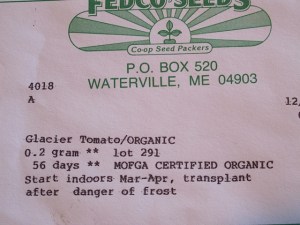 FEDCO SEEDS
Co-op Seed Packers
P.O. BOX 520
WATERVILLE, ME 04903
4018
A
12,
Glacier Tomato/ORGANIC
0.2 gram ** lot 291
56 days ** MOFGA CERTIFIED ORGANIC
Start indoors Mar-Apr, transplant
after danger of frost